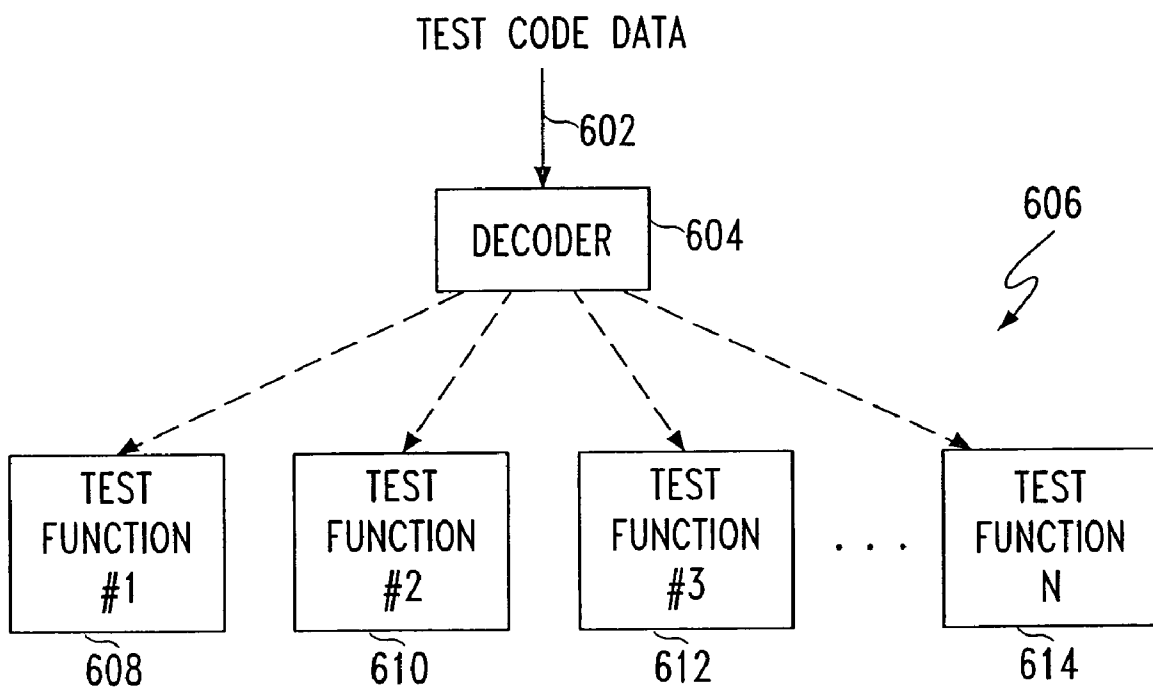 TEST CODE DATA
602
DECODER
604
606
TEST
FUNCTION
#1
TEST
FUNCTION
#2
TEST
FUNCTION
#3
. . .
TEST
FUNCTION
N
608
610
612
614